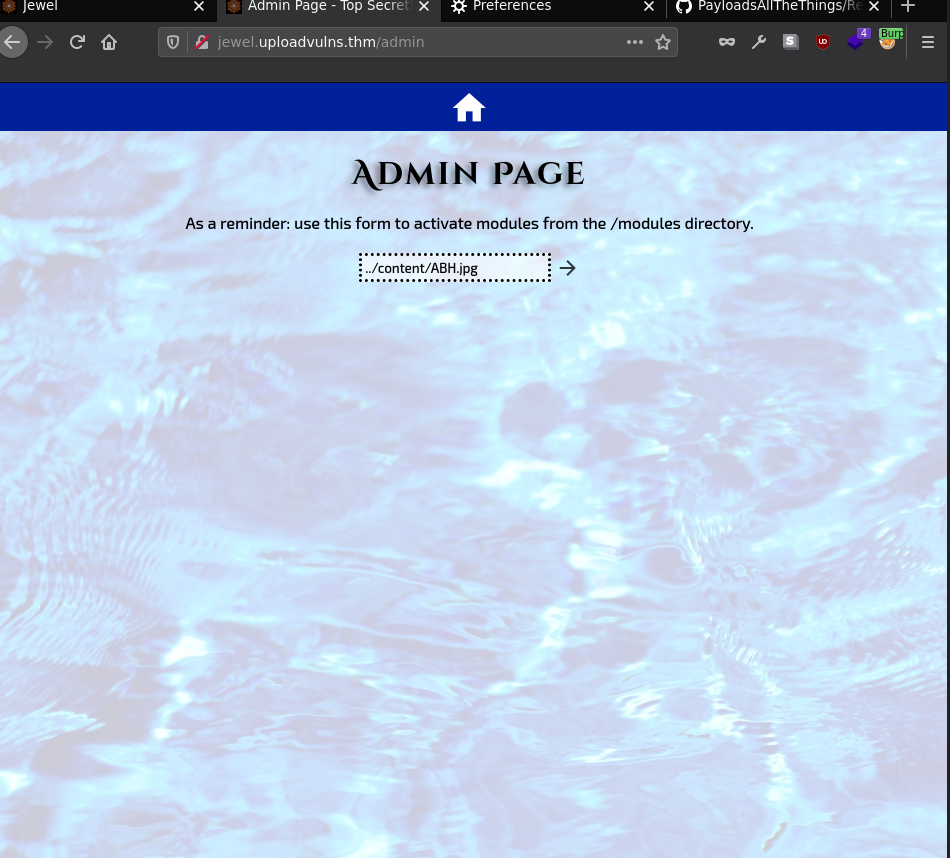 Jewel
Admin Page - Top Secret
Preferences
PayloadsAllTheThings/Re
jewel.uploadvulns.thm/admin
S
UD
4
Burp
Admin Page
As a reminder: use this form to activate modules from the /modules directory.
../content/ABH.jpg